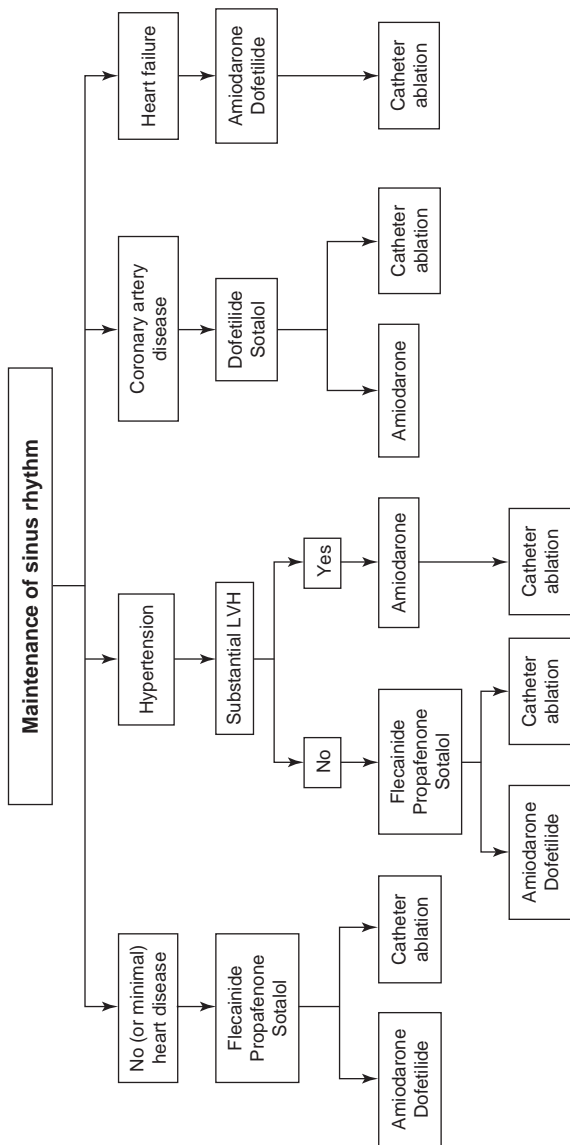 Maintenance of sinus rhythm
No (or minimal)
heart disease
Hypertension
Coronary artery
disease
Heart failure
Flecainide
Propafenone
Sotalol
Substantial LVH
Dofetilide
Sotalol
Amiodarone
Dofetilide
No
Yes
Amiodarone
Dofetilide
Catheter
ablation
Flecainide
Propafenone
Sotalol
Amiodarone
Amiodarone
Catheter
ablation
Catheter
ablation
Amiodarone
Dofetilide
Catheter
ablation
Catheter
ablation